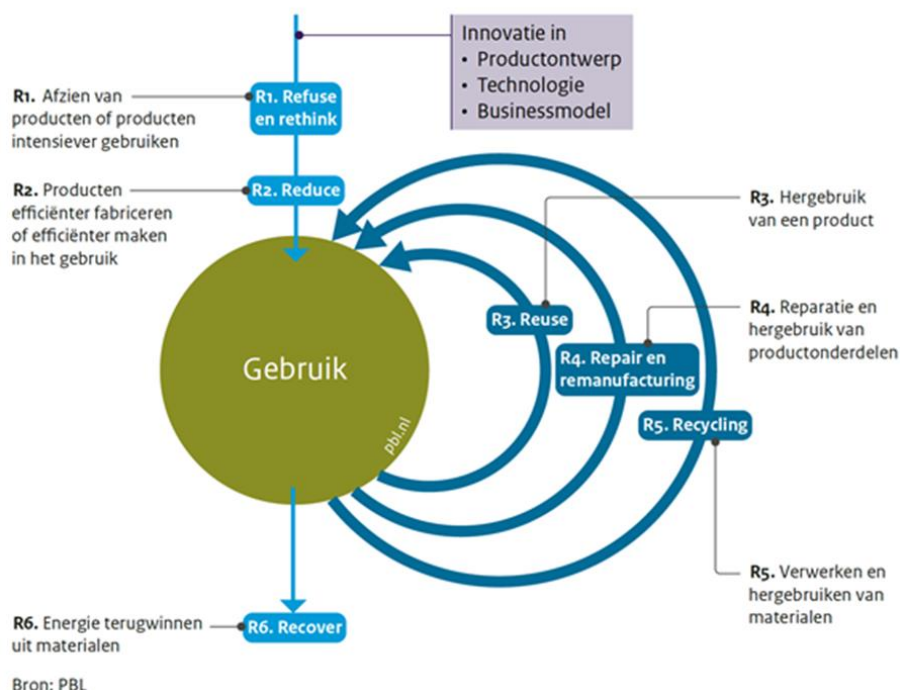 Innovatie in
• Productontwerp
• Technologie
• Businessmodel
R1. Afzien van
producten of producten
intensiever gebruiken
R1. Refuse
en rethink
R2. Producten
efficiënter fabriceren
of efficiënter maken
in het gebruik
R2. Reduce
R3. Hergebruik
van een product
R3. Reuse
R4. Reparatie en
hergebruik van
productonderdelen
R4. Repair en
remanufacturing
Gebruik
pbl.nl
R5. Recycling
R5. Verwerken en
hergebruiken van
materialen
R6. Energie terugwinnen
uit materialen
R6. Recover
Bron: PBL